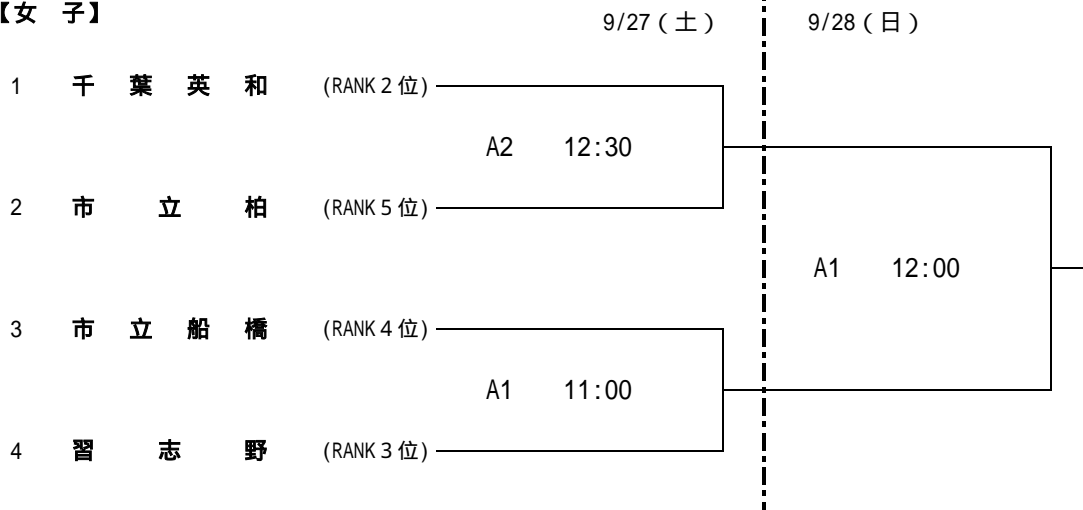 【女 子】 9/27(土) 9/28(日)
1 千葉英和 (RANK 2 位)
A2 12:30
2 市立柏 (RANK 5 位)
A1 12:00
3 市立船橋 (RANK 4 位)
A1 11:00
4 習志野 (RANK 3 位)